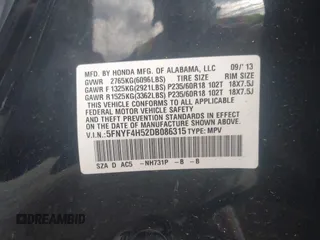 MFD. BY HONDA MFG. OF ALABAMA, LLC 09/'13
GVWR 2765KG(6096LBS) TIRE SIZE RIM SIZE
GAWR F 1325KG(2921LBS) P235/60R18 102T 18X7.5J
GAWR R1525KG(3362LBS) P235/60R18 102T 18X7.5J
THIS VEHICLE CONFORMS TO ALL APPLICABLE
FEDERAL MOTOR VEHICLE SAFETY, BUMPER, AND
THEFT PREVENTION STANDARDS IN EFFECT ON
THE DATE OF MANUFACTURE SHOWN ABOVE.
V.I.N.: 5FNYF4H52DB086315 TYPE: MPV
SZA D AC5 -NH731P -B -B
DREAMBID